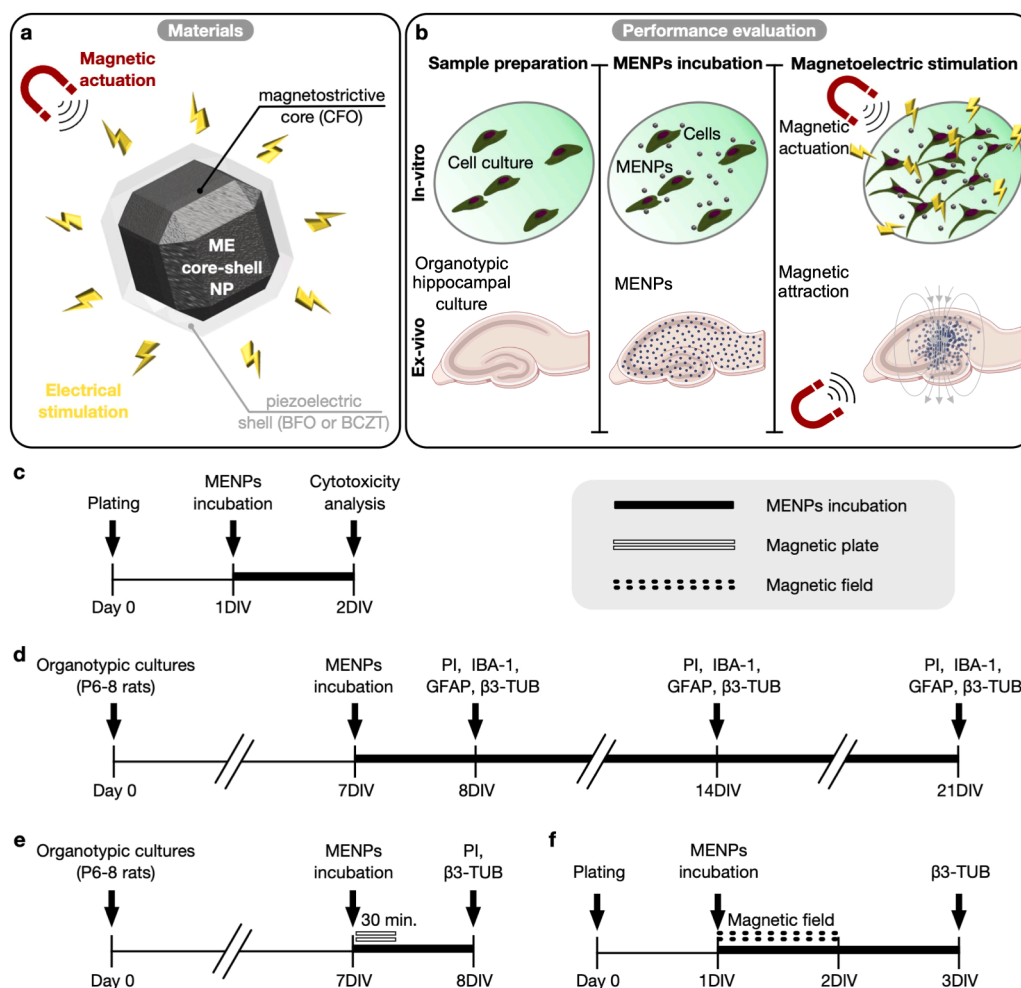 a
Materials
Magnetic
actuation
magnetostrictive
core (CFO)
ME
core-shell
NP
Electrical
stimulation
piezoelectric
shell (BFO or BCZT)
b
Performance evaluation
Sample preparation
MENPs incubation
Magnetoelectric stimulation
In-vitro
Cell culture
Cells
MENPs
Magnetic
actuation
Ex-vivo
Organotypic
hippocampal
culture
MENPs
Magnetic
attraction
c
Plating
MENPs
incubation
Cytotoxicity
analysis
Day 0
1DIV
2DIV
MENPs incubation
Magnetic plate
Magnetic field
d
Organotypic cultures
(P6-8 rats)
MENPs
incubation
PI, IBA-1,
GFAP, β3-TUB
PI, IBA-1,
GFAP, β3-TUB
PI, IBA-1,
GFAP, β3-TUB
Day 0
7DIV
8DIV
14DIV
21DIV
e
Organotypic cultures
(P6-8 rats)
MENPs
incubation
PI,
β3-TUB
30 min.
Day 0
7DIV
8DIV
f
Plating
MENPs
incubation
β3-TUB
Magnetic field
Day 0
1DIV
2DIV
3DIV